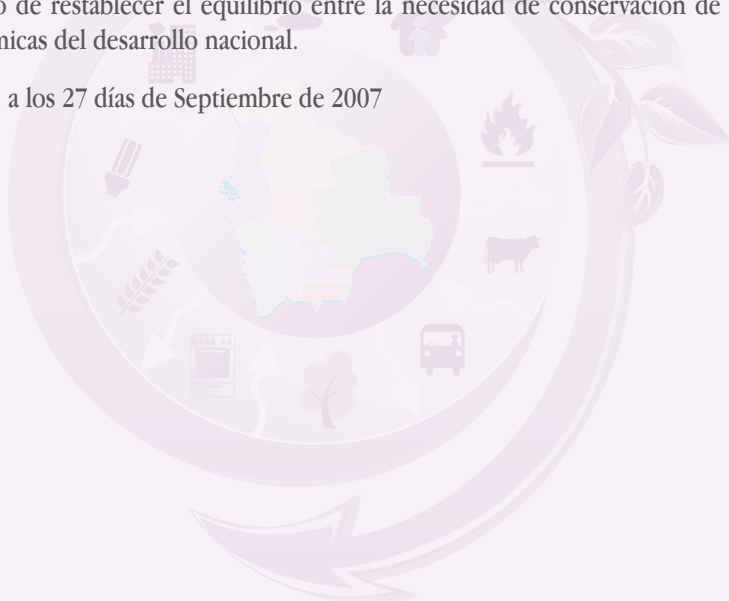 de restablecer el equilibrio entre la necesidad de conservación de
del desarrollo nacional.
a los 27 días de Septiembre de 2007